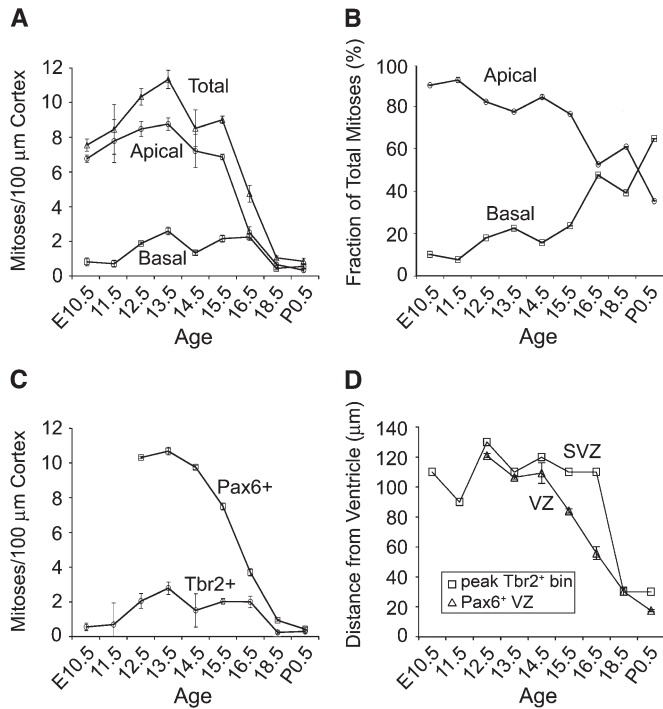 A
Mitoses/100 μm Cortex
12
10
8
6
4
2
0
Total
Apical
Basal
E10.5
11.5
12.5
13.5
14.5
15.5
16.5
18.5
P0.5
Age
B
Fraction of Total Mitoses (%)
100
80
60
40
20
0
Apical
Basal
E10.5
11.5
12.5
13.5
14.5
15.5
16.5
18.5
P0.5
Age
C
Mitoses/100 μm Cortex
12
10
8
6
4
2
0
Pax6+
Tbr2+
E10.5
11.5
12.5
13.5
14.5
15.5
16.5
18.5
P0.5
Age
D
Distance from Ventricle (μm)
140
120
100
80
60
40
20
0
SVZ
VZ
peak Tbr2⁺ bin
Pax6⁺ VZ
E10.5
11.5
12.5
13.5
14.5
15.5
16.5
18.5
P0.5
Age